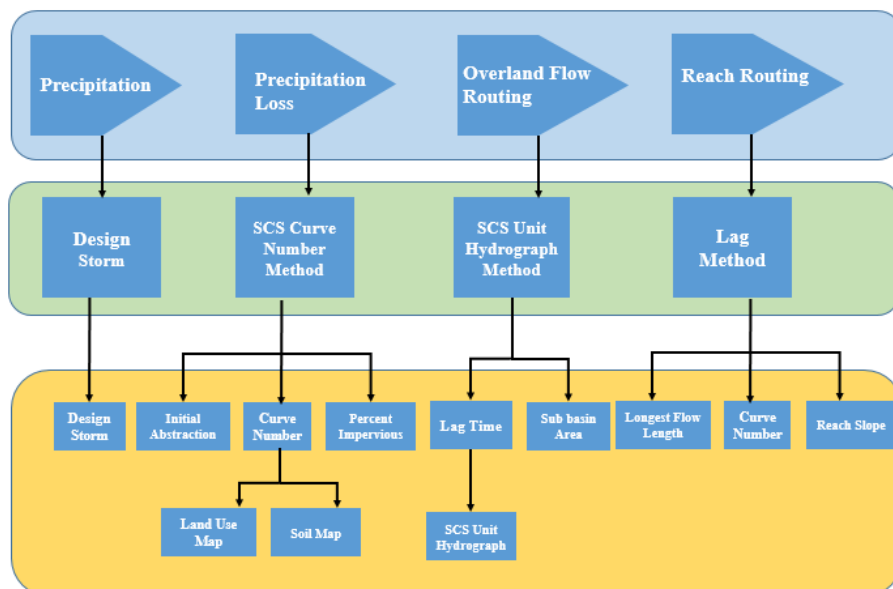 Precipitation
Precipitation
Loss
Overland Flow
Routing
Reach Routing
Design
Storm
SCS Curve
Number
Method
SCS Unit
Hydrograph
Method
Lag
Method
Design
Storm
Initial
Abstraction
Curve
Number
Percent
Impervious
Lag Time
Sub basin
Area
Longest Flow
Length
Curve
Number
Reach Slope
Land Use
Map
Soil Map
SCS Unit
Hydrograph